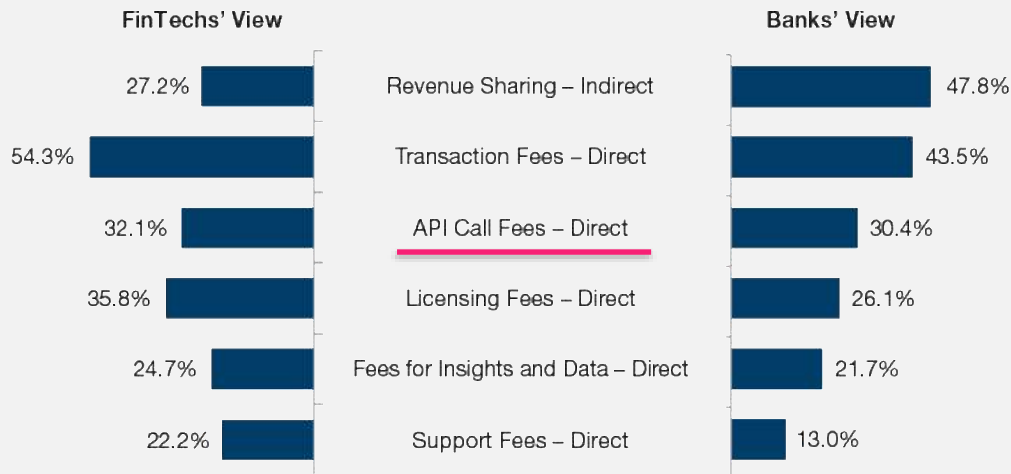 FinTechs’ View Banks’ View
27.2% Revenue Sharing – Indirect 47.8%
54.3% Transaction Fees – Direct 43.5%
32.1% API Call Fees – Direct 30.4%
35.8% Licensing Fees – Direct 26.1%
24.7% Fees for Insights and Data – Direct 21.7%
22.2% Support Fees – Direct 13.0%